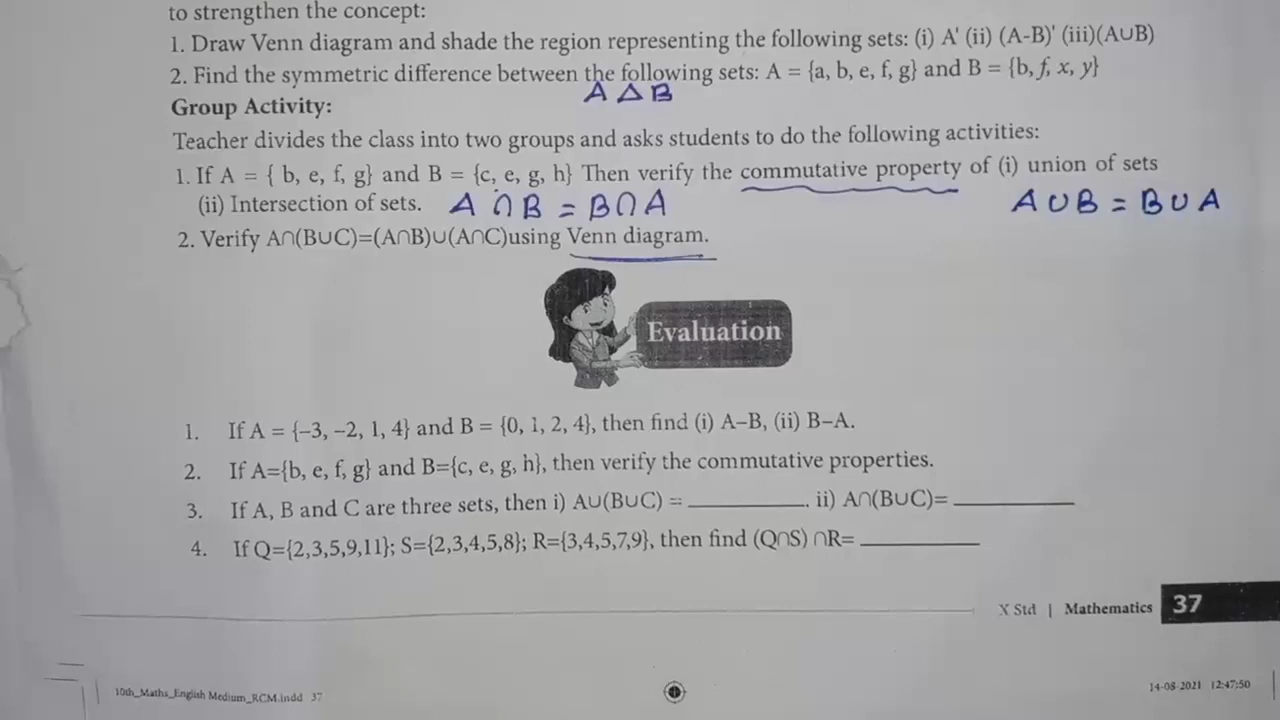 to strengthen the concept:
1. Draw Venn diagram and shade the region representing the following sets: (i) A' (ii) (A-B)' (iii)(A∪B)
2. Find the symmetric difference between the following sets: A = {a, b, e, f, g} and B = {b, f, x, y}
A △ B
Group Activity:
Teacher divides the class into two groups and asks students to do the following activities:
1. If A = { b, e, f, g} and B = {c, e, g, h} Then verify the commutative property of (i) union of sets
(ii) Intersection of sets. A ∩ B = B ∩ A A ∪ B = B ∪ A
2. Verify A∩(B∪C)=(A∩B)∪(A∩C)using Venn diagram.
Evaluation
1. If A = {–3, –2, 1, 4} and B = {0, 1, 2, 4}, then find (i) A–B, (ii) B–A.
2. If A={b, e, f, g} and B={c, e, g, h}, then verify the commutative properties.
3. If A, B and C are three sets, then i) A∪(B∪C) = __________. ii) A∩(B∪C)= __________
4. If Q={2,3,5,9,11}; S={2,3,4,5,8}; R={3,4,5,7,9}, then find (Q∩S) ∩R= __________
X Std | Mathematics 37
10th_Maths_English Medium_RCM.indd 37 14-08-2021 12:47:50